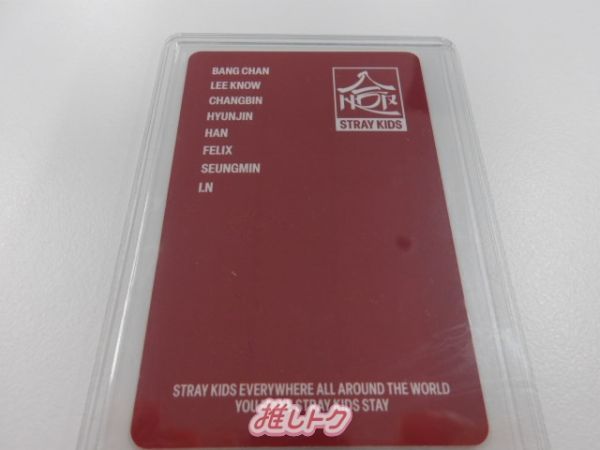 BANG CHAN
LEE KNOW
CHANGBIN
HYUNJIN
HAN
FELIX
SEUNGMIN
I.N
STRAY KIDS
STRAY KIDS EVERYWHERE ALL AROUND THE WORLD
YOU STRAY KIDS STAY
推しトク